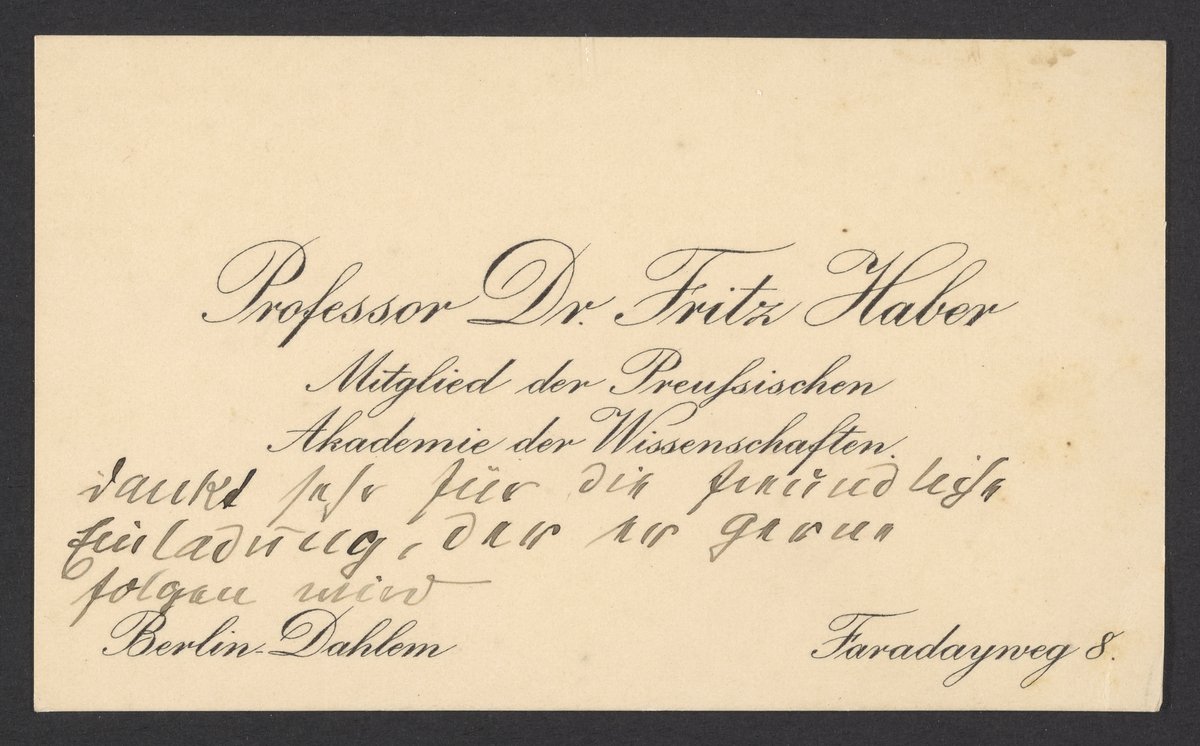 Professor Dr. Fritz Haber
Mitglied der Preußischen
Akademie der Wissenschaften.
dankt sehr für die freundliche
Einladung, der er gerne
folgen wird
Berlin-Dahlem
Faradayweg 8.